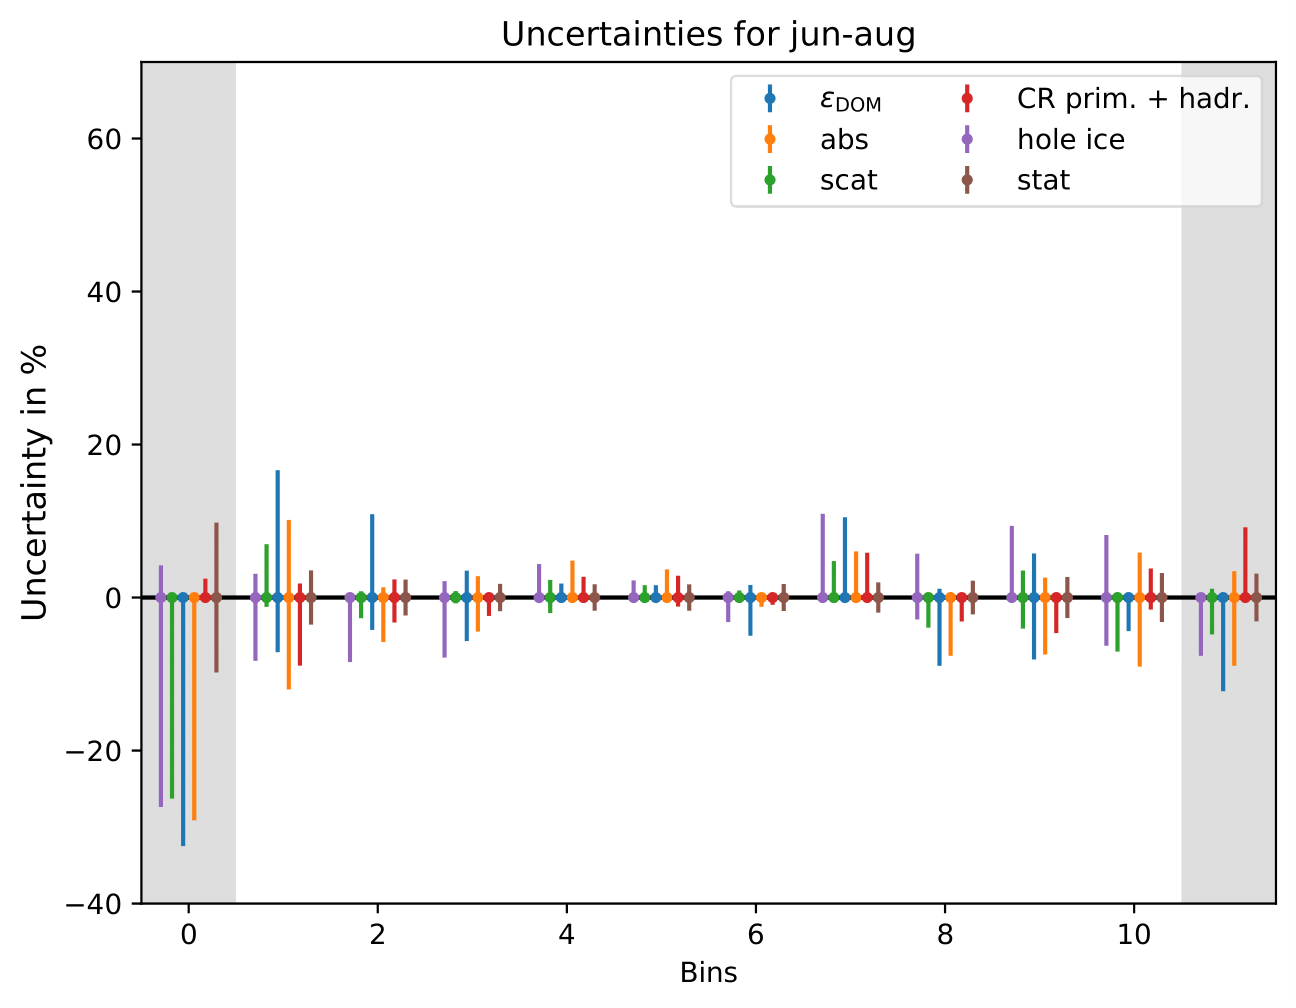 Uncertainties for jun-aug
εDOM
abs
scat
CR prim. + hadr.
hole ice
stat
Uncertainty in %
60
40
20
0
−20
−40
0 2 4 6 8 10
Bins